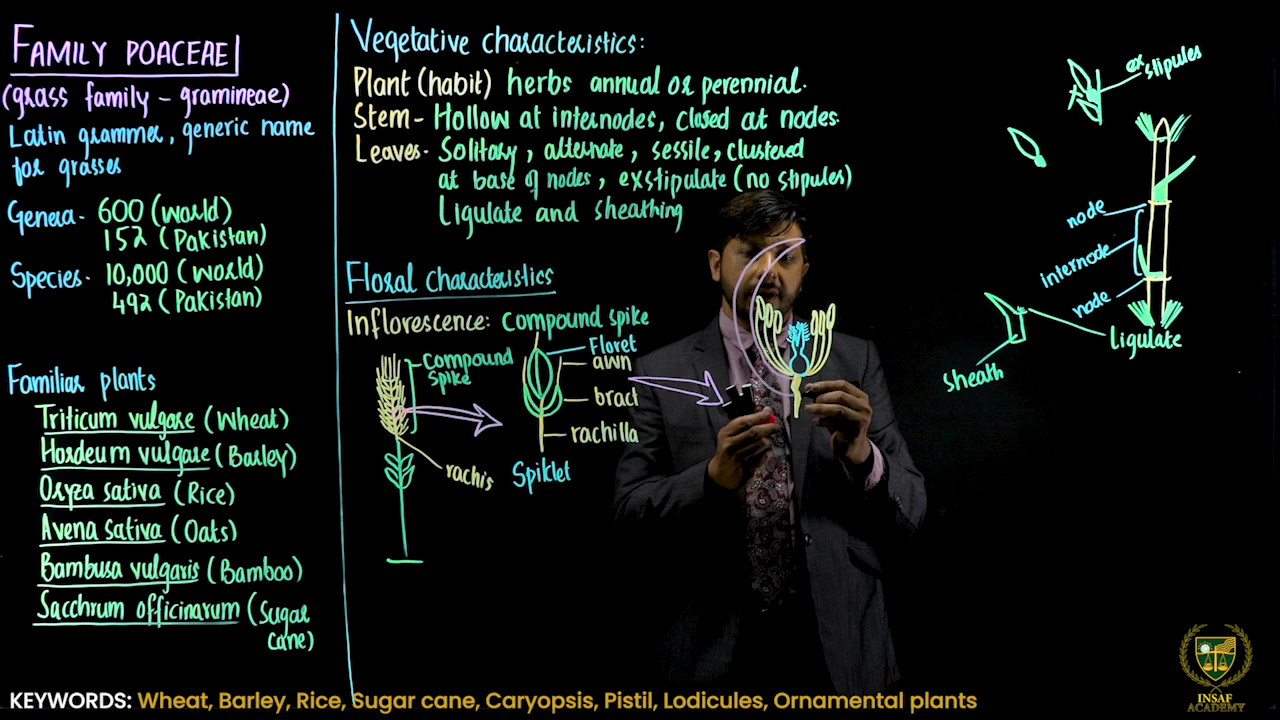 FAMILY POACEAE
(grass family - gramineae)
Latin grammer, generic name
for grasses
Genera- 600 (world)
152 (Pakistan)
Species- 10,000 (world)
492 (Pakistan)
Familiar plants
Triticum vulgare (Wheat)
Hordeum vulgare (Barley)
Oryza sativa (Rice)
Avena sativa (Oats)
Bambusa vulgaris (Bamboo)
Sacchrum officinarum (Sugar
cane)
Vegetative characteristics:
Plant (habit) herbs annual or perennial.
Stem- Hollow at internodes, closed at nodes.
Leaves- Solitary, alternate, sessile, clustered
at base of nodes, exstipulate (no stipules)
Ligulate and sheathing
Floral characteristics
Inflorescence: Compound spike
Compound
Spike
rachis
Floret
awn
bract
rachilla
Spiklet
ex stipules
node
internode
node
Ligulate
sheath
KEYWORDS: Wheat, Barley, Rice, Sugar cane, Caryopsis, Pistil, Lodicules, Ornamental plants
INSAF
ACADEMY